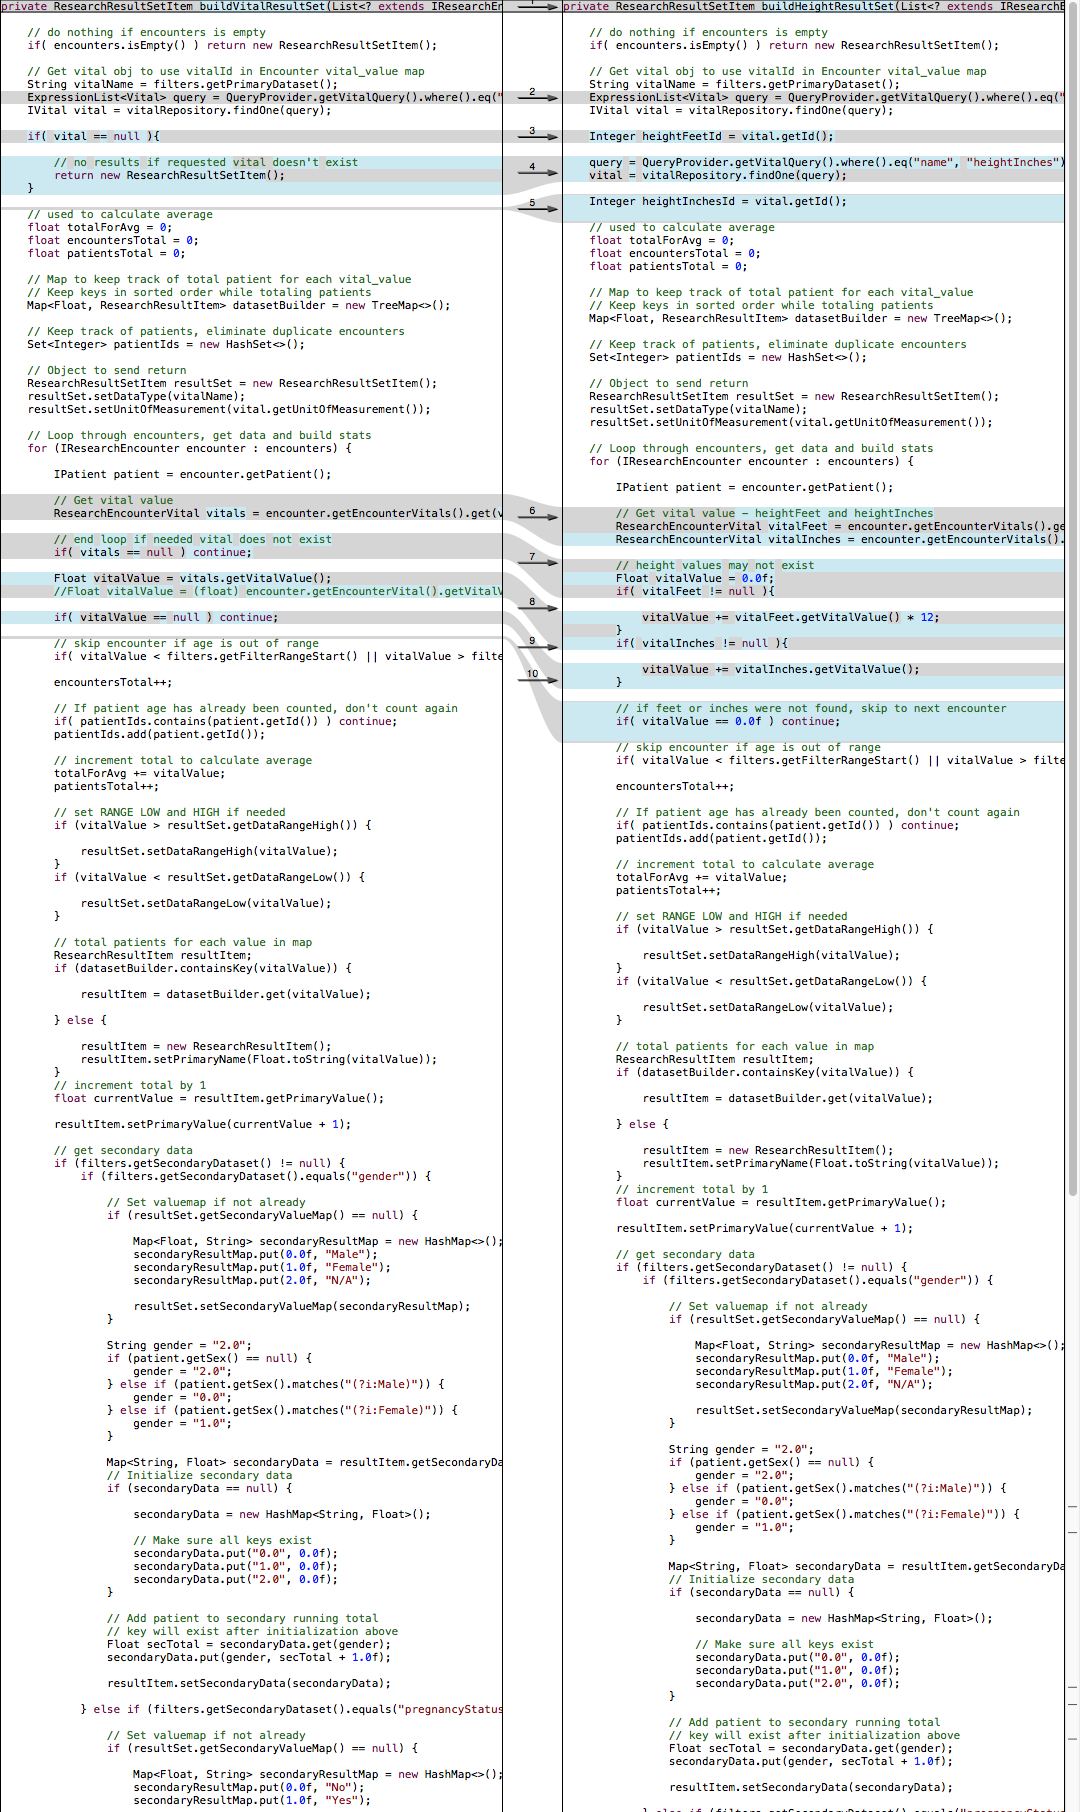 private ResearchResultSetItem buildVitalResultSet(List<? extends IResearchEn
// do nothing if encounters is empty
if( encounters.isEmpty() ) return new ResearchResultSetItem();
// Get vital obj to use vitalId in Encounter vital_value map
String vitalName = filters.getPrimaryDataset();
ExpressionList<Vital> query = QueryProvider.getVitalQuery().where().eq("
IVital vital = vitalRepository.findOne(query);
if( vital == null ){
// no results if requested vital doesn't exist
return new ResearchResultSetItem();
}
// used to calculate average
float totalForAvg = 0;
float encountersTotal = 0;
float patientsTotal = 0;
// Map to keep track of total patient for each vital_value
// Keep keys in sorted order while totaling patients
Map<Float, ResearchResultItem> datasetBuilder = new TreeMap<>();
// Keep track of patients, eliminate duplicate encounters
Set<Integer> patientIds = new HashSet<>();
// Object to send return
ResearchResultSetItem resultSet = new ResearchResultSetItem();
resultSet.setDataType(vitalName);
resultSet.setUnitOfMeasurement(vital.getUnitOfMeasurement());
// Loop through encounters, get data and build stats
for (IResearchEncounter encounter : encounters) {
IPatient patient = encounter.getPatient();
// Get vital value
ResearchEncounterVital vitals = encounter.getEncounterVitals().get(v
// end loop if needed vital does not exist
if( vitals == null ) continue;
Float vitalValue = vitals.getVitalValue();
//Float vitalValue = (float) encounter.getEncounterVital().getVitalV
if( vitalValue == null ) continue;
// skip encounter if age is out of range
if( vitalValue < filters.getFilterRangeStart() || vitalValue > filte
encountersTotal++;
// If patient age has already been counted, don't count again
if( patientIds.contains(patient.getId()) ) continue;
patientIds.add(patient.getId());
// increment total to calculate average
totalForAvg += vitalValue;
patientsTotal++;
// set RANGE LOW and HIGH if needed
if (vitalValue > resultSet.getDataRangeHigh()) {
resultSet.setDataRangeHigh(vitalValue);
}
if (vitalValue < resultSet.getDataRangeLow()) {
resultSet.setDataRangeLow(vitalValue);
}
// total patients for each value in map
ResearchResultItem resultItem;
if (datasetBuilder.containsKey(vitalValue)) {
resultItem = datasetBuilder.get(vitalValue);
} else {
resultItem = new ResearchResultItem();
resultItem.setPrimaryName(Float.toString(vitalValue));
}
// increment total by 1
float currentValue = resultItem.getPrimaryValue();
resultItem.setPrimaryValue(currentValue + 1);
// get secondary data
if (filters.getSecondaryDataset() != null) {
if (filters.getSecondaryDataset().equals("gender")) {
// Set valuemap if not already
if (resultSet.getSecondaryValueMap() == null) {
Map<Float, String> secondaryResultMap = new HashMap<>();
secondaryResultMap.put(0.0f, "Male");
secondaryResultMap.put(1.0f, "Female");
secondaryResultMap.put(2.0f, "N/A");
resultSet.setSecondaryValueMap(secondaryResultMap);
}
String gender = "2.0";
if (patient.getSex() == null) {
gender = "2.0";
} else if (patient.getSex().matches("(?i:Male)")) {
gender = "0.0";
} else if (patient.getSex().matches("(?i:Female)")) {
gender = "1.0";
}
Map<String, Float> secondaryData = resultItem.getSecondaryDa
// Initialize secondary data
if (secondaryData == null) {
secondaryData = new HashMap<String, Float>();
// Make sure all keys exist
secondaryData.put("0.0", 0.0f);
secondaryData.put("1.0", 0.0f);
secondaryData.put("2.0", 0.0f);
}
// Add patient to secondary running total
// key will exist after initialization above
Float secTotal = secondaryData.get(gender);
secondaryData.put(gender, secTotal + 1.0f);
resultItem.setSecondaryData(secondaryData);
} else if (filters.getSecondaryDataset().equals("pregnancyStatus
// Set valuemap if not already
if (resultSet.getSecondaryValueMap() == null) {
Map<Float, String> secondaryResultMap = new HashMap<>();
secondaryResultMap.put(0.0f, "No");
secondaryResultMap.put(1.0f, "Yes");
1
2
3
4
5
6
7
8
9
10
private ResearchResultSetItem buildHeightResultSet(List<? extends IResearchE
// do nothing if encounters is empty
if( encounters.isEmpty() ) return new ResearchResultSetItem();
// Get vital obj to use vitalId in Encounter vital_value map
String vitalName = filters.getPrimaryDataset();
ExpressionList<Vital> query = QueryProvider.getVitalQuery().where().eq("
IVital vital = vitalRepository.findOne(query);
Integer heightFeetId = vital.getId();
query = QueryProvider.getVitalQuery().where().eq("name", "heightInches")
vital = vitalRepository.findOne(query);
Integer heightInchesId = vital.getId();
// used to calculate average
float totalForAvg = 0;
float encountersTotal = 0;
float patientsTotal = 0;
// Map to keep track of total patient for each vital_value
// Keep keys in sorted order while totaling patients
Map<Float, ResearchResultItem> datasetBuilder = new TreeMap<>();
// Keep track of patients, eliminate duplicate encounters
Set<Integer> patientIds = new HashSet<>();
// Object to send return
ResearchResultSetItem resultSet = new ResearchResultSetItem();
resultSet.setDataType(vitalName);
resultSet.setUnitOfMeasurement(vital.getUnitOfMeasurement());
// Loop through encounters, get data and build stats
for (IResearchEncounter encounter : encounters) {
IPatient patient = encounter.getPatient();
// Get vital value - heightFeet and heightInches
ResearchEncounterVital vitalFeet = encounter.getEncounterVitals().ge
ResearchEncounterVital vitalInches = encounter.getEncounterVitals().
// height values may not exist
Float vitalValue = 0.0f;
if( vitalFeet != null ){
vitalValue += vitalFeet.getVitalValue() * 12;
}
if( vitalInches != null ){
vitalValue += vitalInches.getVitalValue();
}
// if feet or inches were not found, skip to next encounter
if( vitalValue == 0.0f ) continue;
// skip encounter if age is out of range
if( vitalValue < filters.getFilterRangeStart() || vitalValue > filte
encountersTotal++;
// If patient age has already been counted, don't count again
if( patientIds.contains(patient.getId()) ) continue;
patientIds.add(patient.getId());
// increment total to calculate average
totalForAvg += vitalValue;
patientsTotal++;
// set RANGE LOW and HIGH if needed
if (vitalValue > resultSet.getDataRangeHigh()) {
resultSet.setDataRangeHigh(vitalValue);
}
if (vitalValue < resultSet.getDataRangeLow()) {
resultSet.setDataRangeLow(vitalValue);
}
// total patients for each value in map
ResearchResultItem resultItem;
if (datasetBuilder.containsKey(vitalValue)) {
resultItem = datasetBuilder.get(vitalValue);
} else {
resultItem = new ResearchResultItem();
resultItem.setPrimaryName(Float.toString(vitalValue));
}
// increment total by 1
float currentValue = resultItem.getPrimaryValue();
resultItem.setPrimaryValue(currentValue + 1);
// get secondary data
if (filters.getSecondaryDataset() != null) {
if (filters.getSecondaryDataset().equals("gender")) {
// Set valuemap if not already
if (resultSet.getSecondaryValueMap() == null) {
Map<Float, String> secondaryResultMap = new HashMap<>();
secondaryResultMap.put(0.0f, "Male");
secondaryResultMap.put(1.0f, "Female");
secondaryResultMap.put(2.0f, "N/A");
resultSet.setSecondaryValueMap(secondaryResultMap);
}
String gender = "2.0";
if (patient.getSex() == null) {
gender = "2.0";
} else if (patient.getSex().matches("(?i:Male)")) {
gender = "0.0";
} else if (patient.getSex().matches("(?i:Female)")) {
gender = "1.0";
}
Map<String, Float> secondaryData = resultItem.getSecondaryDa
// Initialize secondary data
if (secondaryData == null) {
secondaryData = new HashMap<String, Float>();
// Make sure all keys exist
secondaryData.put("0.0", 0.0f);
secondaryData.put("1.0", 0.0f);
secondaryData.put("2.0", 0.0f);
}
// Add patient to secondary running total
// key will exist after initialization above
Float secTotal = secondaryData.get(gender);
secondaryData.put(gender, secTotal + 1.0f);
resultItem.setSecondaryData(secondaryData);